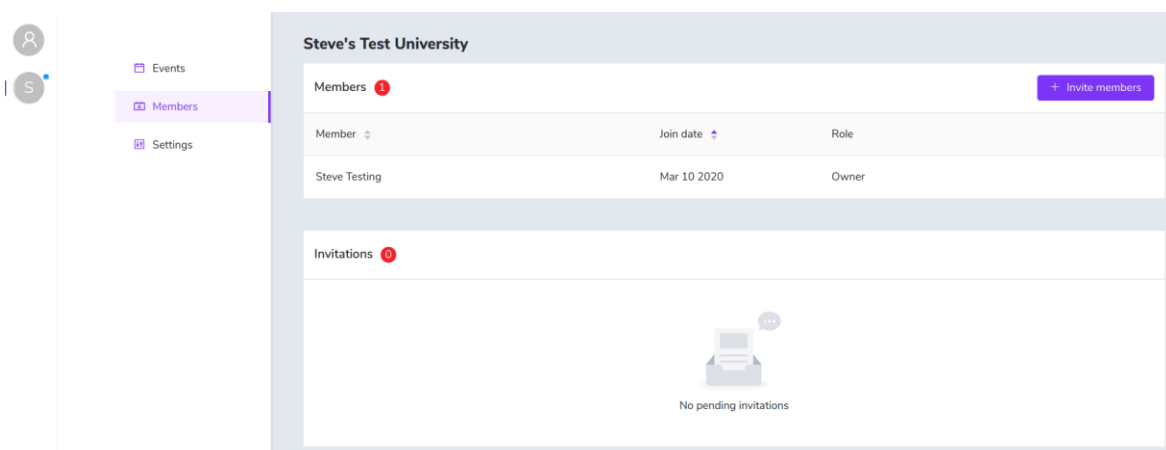 Steve's Test University
S
Events
Members
Settings
Members 1
+ Invite members
Member Join date Role
Steve Testing Mar 10 2020 Owner
Invitations 0
No pending invitations